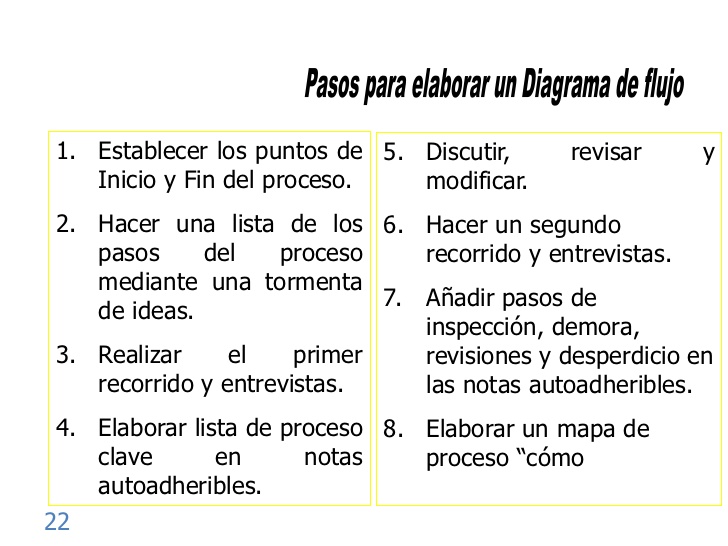 Pasos para elaborar un Diagrama de flujo
1. Establecer los puntos de
Inicio y Fin del proceso.
2. Hacer una lista de los
pasos del proceso
mediante una tormenta
de ideas.
3. Realizar el primer
recorrido y entrevistas.
4. Elaborar lista de proceso
clave en notas
autoadheribles.
5. Discutir, revisar y
modificar.
6. Hacer un segundo
recorrido y entrevistas.
7. Añadir pasos de
inspección, demora,
revisiones y desperdicio en
las notas autoadheribles.
8. Elaborar un mapa de
proceso “cómo
22